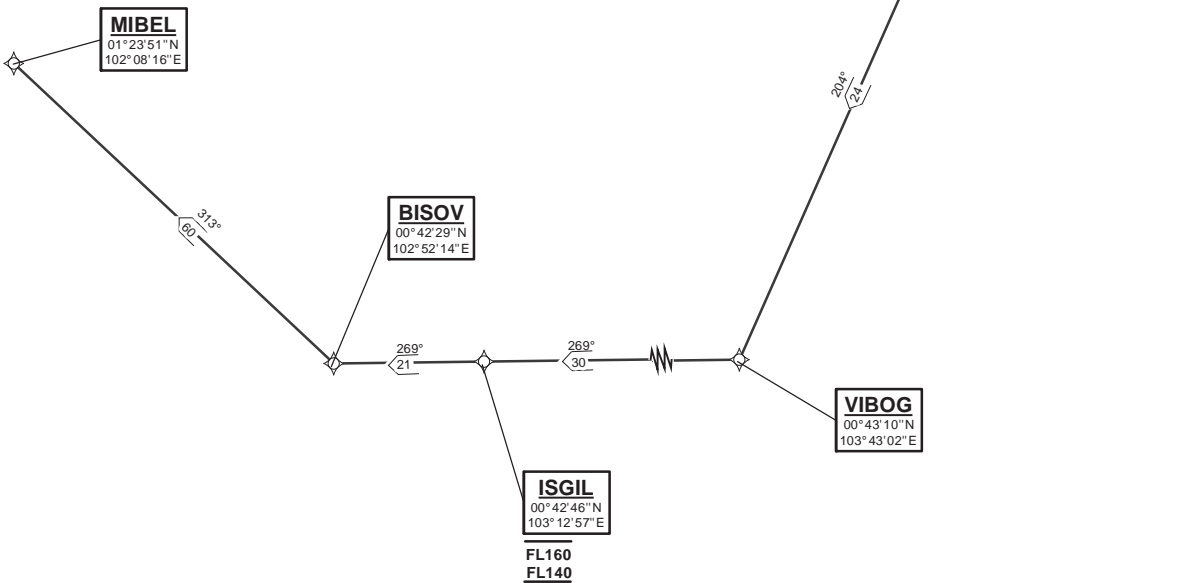 MIBEL
01°23'51"N
102°08'16"E
204°
24
313°
60
BISOV
00°42'29"N
102°52'14"E
269°
21
269°
30
VIBOG
00°43'10"N
103°43'02"E
ISGIL
00°42'46"N
103°12'57"E
FL160
FL140